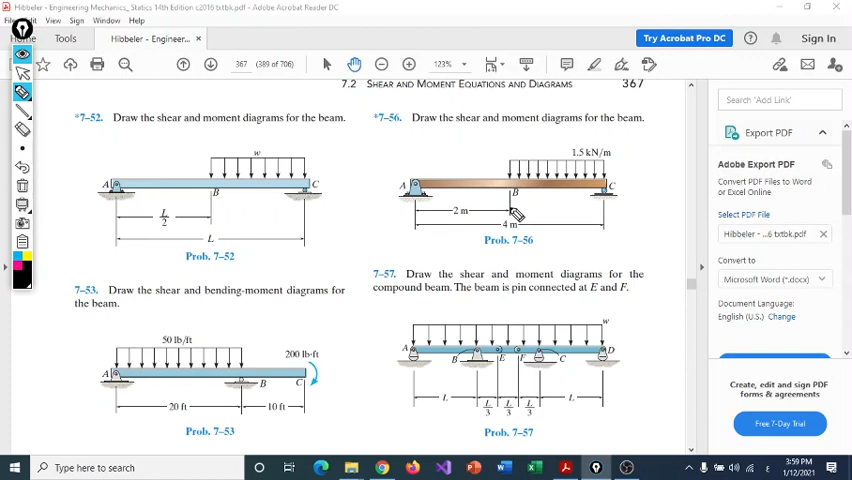 Hibbeler - Engineering Mechanics_ Statics 14th Edition c2016 txtbk.pdf - Adobe Acrobat Reader DC
File Edit View Sign Window Help
Home Tools Hibbeler - Engineer... × Try Acrobat Pro DC Sign In
367 (389 of 706) 123%
7.2 SHEAR AND MOMENT EQUATIONS AND DIAGRAMS 367
*7–52. Draw the shear and moment diagrams for the beam.
w
A B C
L
2
L
Prob. 7–52
7–53. Draw the shear and bending-moment diagrams for
the beam.
50 lb/ft
200 lb·ft
A B C
20 ft 10 ft
Prob. 7–53
*7–56. Draw the shear and moment diagrams for the beam.
1.5 kN/m
A B C
2 m
4 m
Prob. 7–56
7–57. Draw the shear and moment diagrams for the
compound beam. The beam is pin connected at E and F.
w
A B E F C D
L L L L L
3 3 3
Prob. 7–57
Search 'Add Link'
Export PDF
Adobe Export PDF
Convert PDF Files to Word
or Excel Online
Select PDF File
Hibbeler - ...6 txtbk.pdf
Convert to
Microsoft Word (*.docx)
Document Language:
English (U.S.) Change
Create, edit and sign PDF
forms & agreements
Free 7-Day Trial
Type here to search
ع
3:59 PM
1/12/2021